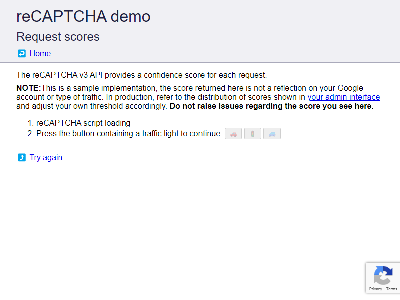 reCAPTCHA demo
Request scores
Home
The reCAPTCHA v3 API provides a confidence score for each request.
NOTE: This is a sample implementation, the score returned here is not a reflection on your Google
account or type of traffic. In production, refer to the distribution of scores shown in your admin interface
and adjust your own threshold accordingly. Do not raise issues regarding the score you see here.
1. reCAPTCHA script loading
2. Press the button containing a traffic light to continue
Try again
Privacy - Terms